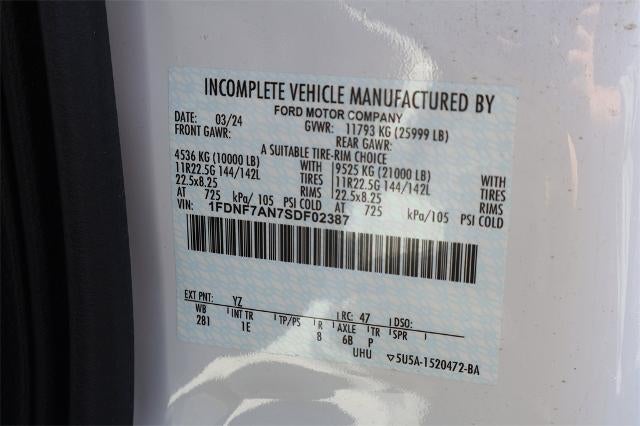 INCOMPLETE VEHICLE MANUFACTURED BY
FORD MOTOR COMPANY
DATE: 03/24 GVWR: 11793 KG (25999 LB)
FRONT GAWR: REAR GAWR:
A SUITABLE TIRE-RIM CHOICE
4536 KG (10000 LB) WITH 9525 KG (21000 LB) WITH
11R22.5G 144/142L TIRES 11R22.5G 144/142L TIRES
22.5x8.25 RIMS 22.5x8.25 RIMS
AT 725 kPa/105 PSI COLD AT 725 kPa/105 PSI COLD
VIN: 1FDNF7AN7SDF02387
EXT PNT: YZ RC: 47 DSO:
WB INT TR TP/PS R AXLE TR SPR
281 1E 8 6B P
UHU 5U5A-1520472-BA